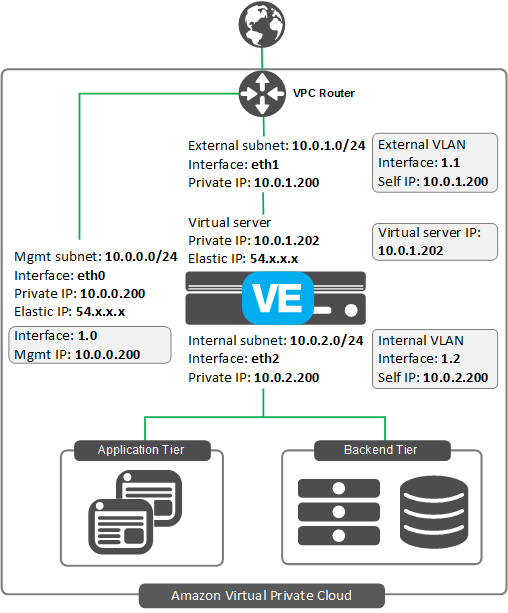 VPC Router
External subnet: 10.0.1.0/24
Interface: eth1
Private IP: 10.0.1.200
External VLAN
Interface: 1.1
Self IP: 10.0.1.200
Virtual server
Private IP: 10.0.1.202
Elastic IP: 54.x.x.x
Virtual server IP:
10.0.1.202
Mgmt subnet: 10.0.0.0/24
Interface: eth0
Private IP: 10.0.0.200
Elastic IP: 54.x.x.x
Interface: 1.0
Mgmt IP: 10.0.0.200
VE
Internal subnet: 10.0.2.0/24
Interface: eth2
Private IP: 10.0.2.200
Internal VLAN
Interface: 1.2
Self IP: 10.0.2.200
Application Tier
Backend Tier
Amazon Virtual Private Cloud